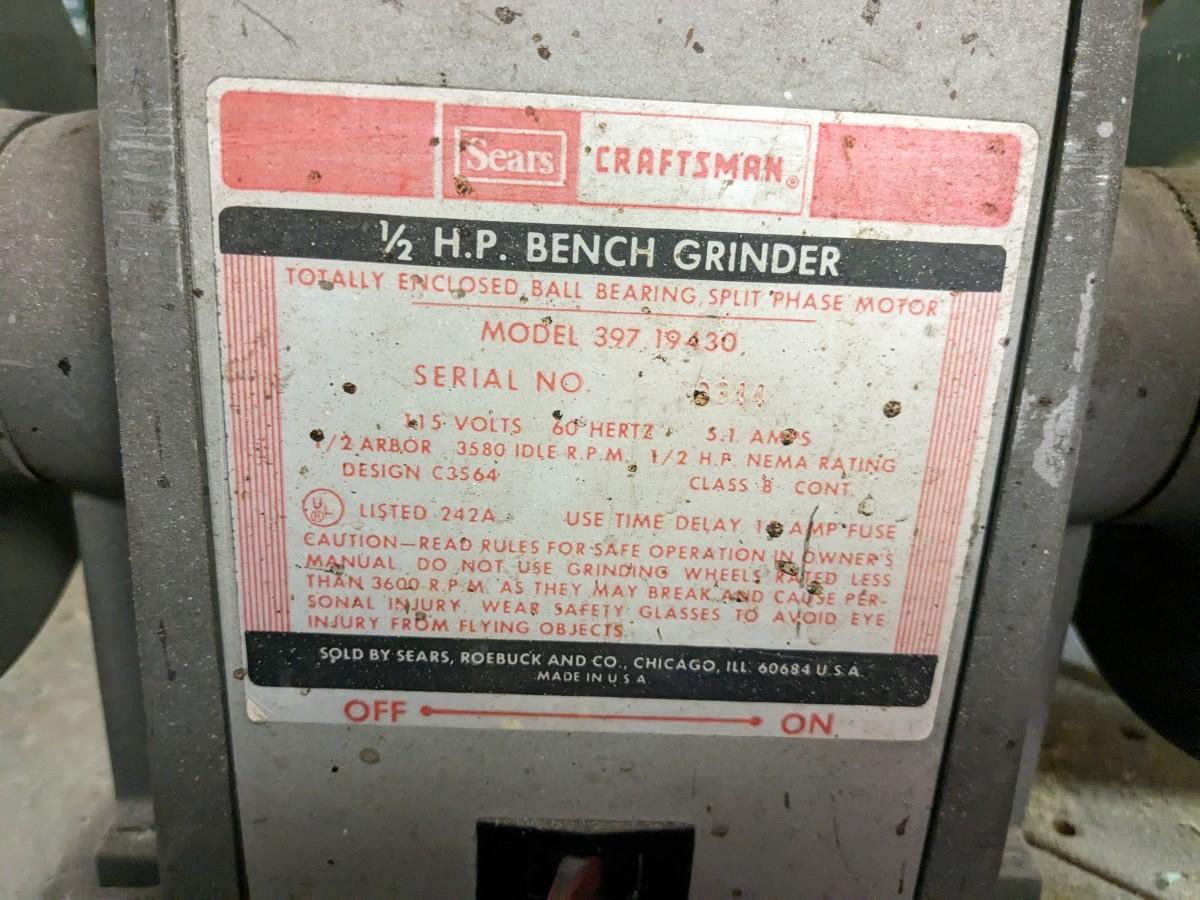 Sears CRAFTSMAN®
1/2 H.P. BENCH GRINDER
TOTALLY ENCLOSED, BALL BEARING, SPLIT PHASE MOTOR
MODEL 397.19430
SERIAL NO.
115 VOLTS 60 HERTZ 5.1 AMPS
1/2 ARBOR 3580 IDLE R.P.M. 1/2 H.P. NEMA RATING
DESIGN C3564 CLASS B CONT.
UL LISTED 242A USE TIME DELAY AMP FUSE
CAUTION—READ RULES FOR SAFE OPERATION IN OWNER'S
MANUAL. DO NOT USE GRINDING WHEELS RATED LESS
THAN 3600 R.P.M. AS THEY MAY BREAK AND CAUSE PER-
SONAL INJURY. WEAR SAFETY GLASSES TO AVOID EYE
INJURY FROM FLYING OBJECTS.
SOLD BY SEARS, ROEBUCK AND CO., CHICAGO, ILL. 60684 U.S.A.
MADE IN U.S.A.
OFF ON